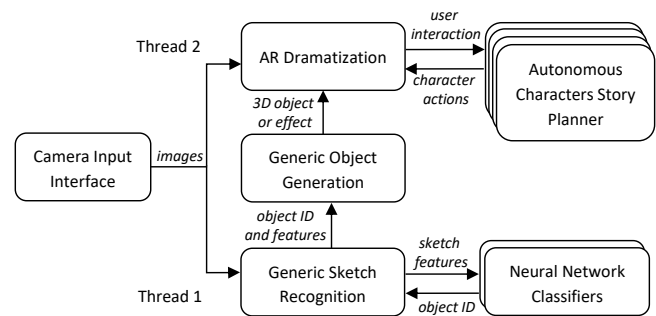 Thread 2
AR Dramatization
user
interaction
character
actions
Autonomous
Characters Story
Planner
3D object
or effect
Camera Input
Interface
images
Generic Object
Generation
object ID
and features
Generic Sketch
Recognition
Thread 1
sketch
features
object ID
Neural Network
Classifiers